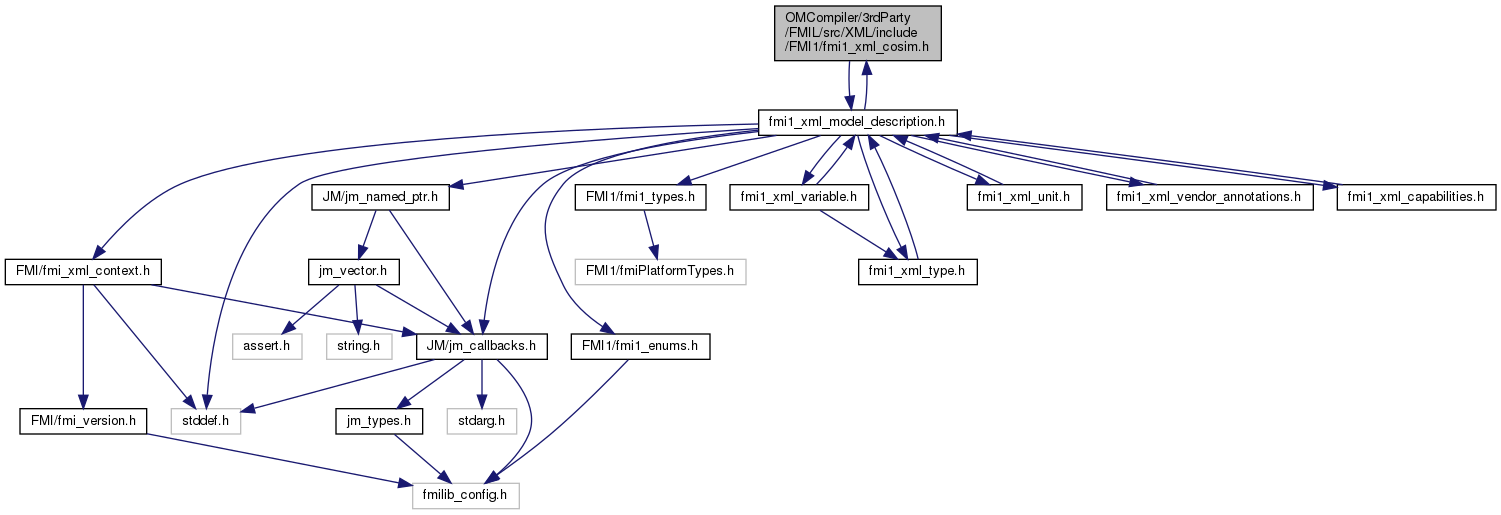 OMCompiler/3rdParty
/FMIL/src/XML/include
/FMI1/fmi1_xml_cosim.h
fmi1_xml_model_description.h
JM/jm_named_ptr.h
FMI1/fmi1_types.h
fmi1_xml_variable.h
fmi1_xml_unit.h
fmi1_xml_vendor_annotations.h
fmi1_xml_capabilities.h
FMI/fmi_xml_context.h
jm_vector.h
FMI1/fmiPlatformTypes.h
fmi1_xml_type.h
assert.h
string.h
JM/jm_callbacks.h
FMI1/fmi1_enums.h
FMI/fmi_version.h
stddef.h
jm_types.h
stdarg.h
fmilib_config.h